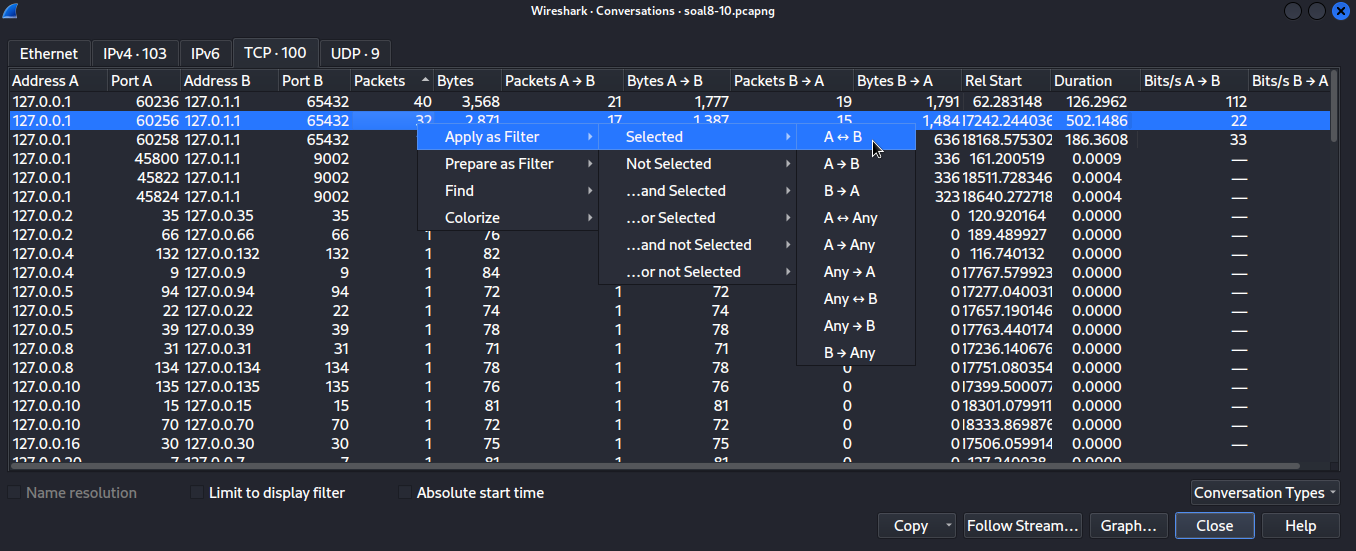 Wireshark · Conversations · soal8-10.pcapng
Ethernet IPv4 · 103 IPv6 TCP · 100 UDP · 9
Address A Port A Address B Port B Packets Bytes Packets A → B Bytes A → B Packets B → A Bytes B → A Rel Start Duration Bits/s A → B Bits/s B → A
127.0.0.1 60236 127.0.1.1 65432 40 3,568 21 1,777 19 1,791 62.283148 126.2962 112
127.0.0.1 60256 127.0.1.1 65432 32 2,871 17 1,387 15 1,484 17242.244036 502.1486 22
127.0.0.1 60258 127.0.1.1 65432 636 18168.575302 186.3608 33
127.0.0.1 45800 127.0.1.1 9002 336 161.200519 0.0009 —
127.0.0.1 45822 127.0.1.1 9002 336 18511.728346 0.0004 —
127.0.0.1 45824 127.0.1.1 9002 323 18640.272718 0.0004 —
127.0.0.2 35 127.0.0.35 35 0 120.920164 0.0000 —
127.0.0.2 66 127.0.0.66 66 1 76 0 189.489927 0.0000 —
127.0.0.4 132 127.0.0.132 132 1 82 0 116.740132 0.0000 —
127.0.0.4 9 127.0.0.9 9 1 84 0 17767.579923 0.0000 —
127.0.0.5 94 127.0.0.94 94 1 72 1 72 0 17277.040031 0.0000 —
127.0.0.5 22 127.0.0.22 22 1 74 1 74 0 17657.190146 0.0000 —
127.0.0.5 39 127.0.0.39 39 1 78 1 78 0 17763.440174 0.0000 —
127.0.0.8 31 127.0.0.31 31 1 71 1 71 0 17236.140676 0.0000 —
127.0.0.8 134 127.0.0.134 134 1 78 1 78 0 0 17751.080354 0.0000 —
127.0.0.10 135 127.0.0.135 135 1 76 1 76 0 0 17399.500077 0.0000 —
127.0.0.10 15 127.0.0.15 15 1 81 1 81 0 0 18301.079911 0.0000 —
127.0.0.10 70 127.0.0.70 70 1 72 1 72 0 0 18333.869876 0.0000 —
127.0.0.16 30 127.0.0.30 30 1 75 1 75 0 0 17506.059914 0.0000 —
Apply as Filter
Prepare as Filter
Find
Colorize
Selected
Not Selected
...and Selected
...or Selected
...and not Selected
...or not Selected
A ↔ B
A → B
B → A
A ↔ Any
A → Any
Any → A
Any ↔ B
Any → B
B → Any
Name resolution Limit to display filter Absolute start time Conversation Types
Copy Follow Stream... Graph... Close Help